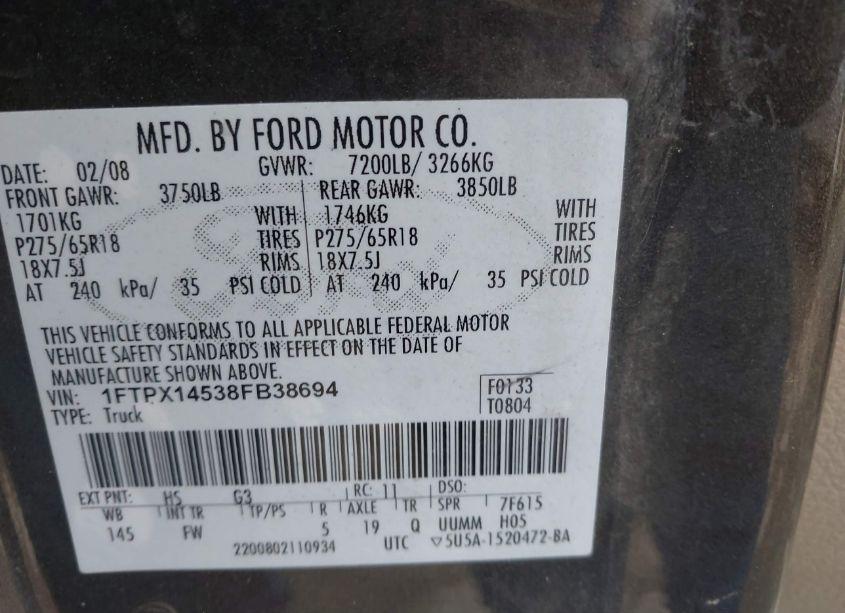 MFD. BY FORD MOTOR CO.
DATE: 02/08 GVWR: 7200LB/ 3266KG
FRONT GAWR: 3750LB REAR GAWR: 3850LB
1701KG WITH 1746KG WITH
P275/65R18 TIRES P275/65R18 TIRES
18X7.5J RIMS 18X7.5J RIMS
AT 240 kPa/ 35 PSI COLD AT 240 kPa/ 35 PSI COLD
THIS VEHICLE CONFORMS TO ALL APPLICABLE FEDERAL MOTOR
VEHICLE SAFETY STANDARDS IN EFFECT ON THE DATE OF
MANUFACTURE SHOWN ABOVE.
VIN: 1FTPX14538FB38694 F0133
TYPE: Truck T0804
EXT PNT: HS G3 RC: 11 DSO:
WB INT TR TP/PS R AXLE TR SPR 7F615
145 FW 5 19 Q UUMM H05
2200802110934 UTC ▽5U5A-1520472-BA